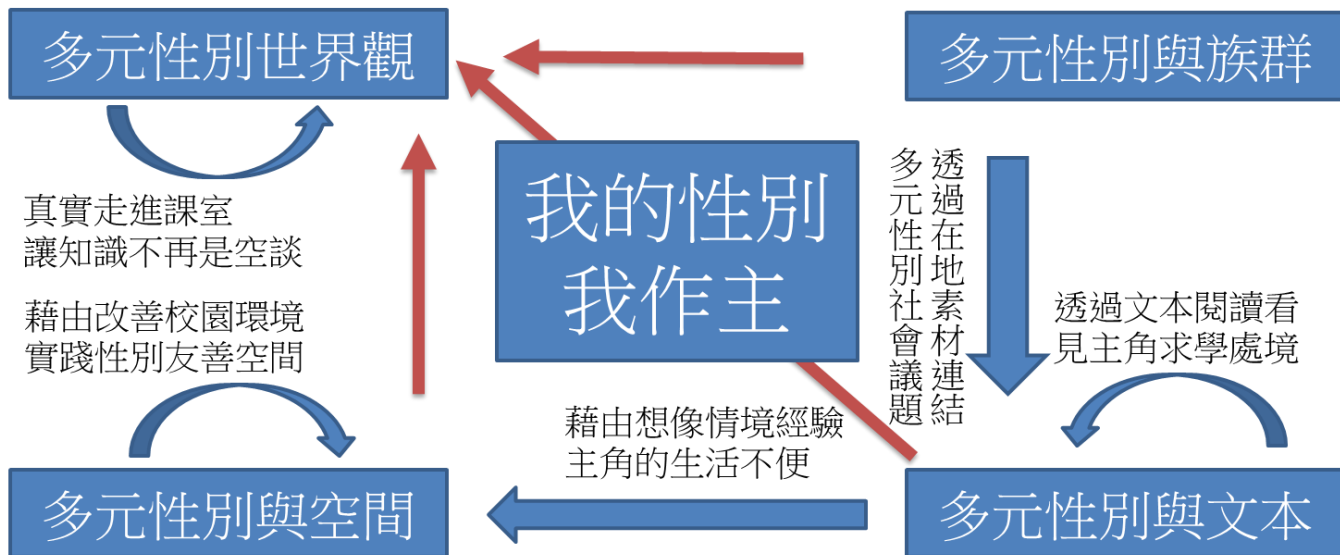 多元性別世界觀
多元性別與族群
真實走進課室
讓知識不再是空談
我的性別
我作主
透過在地素材連結
多元性別社會議題
藉由改善校園環境
實踐性別友善空間
透過文本閱讀看
見主角求學處境
藉由想像情境經驗
主角的生活不便
多元性別與空間
多元性別與文本